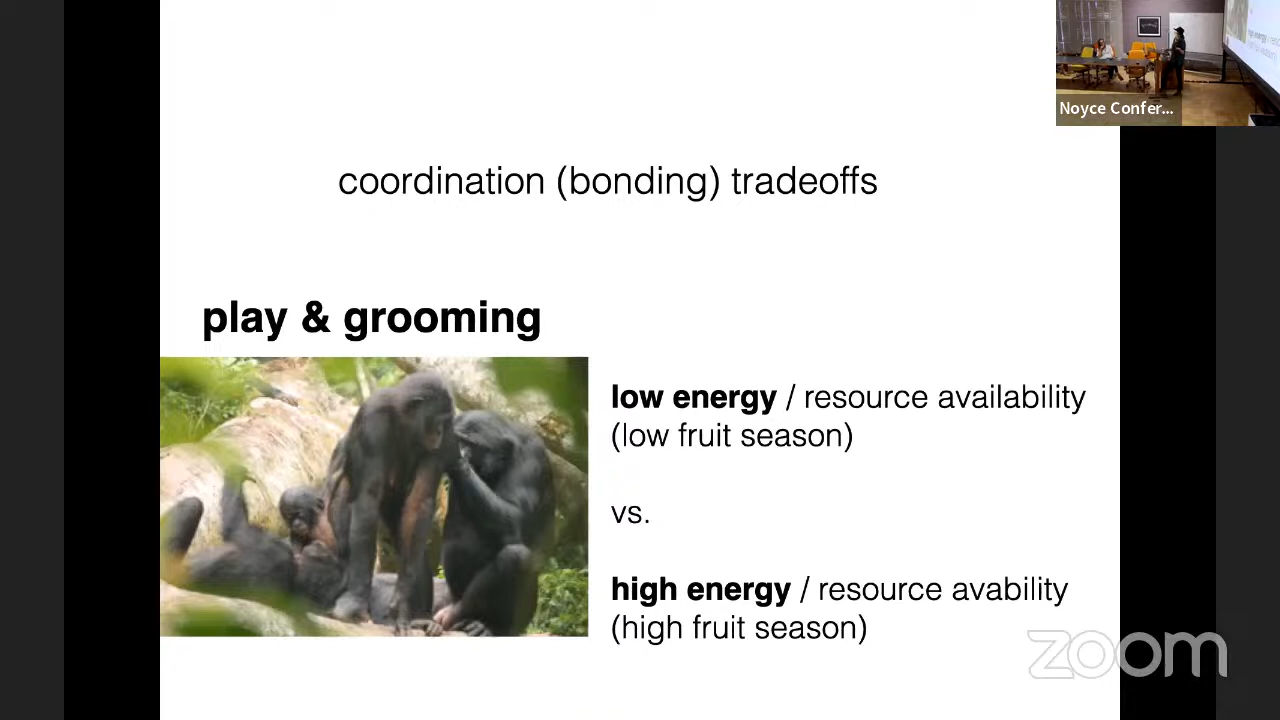 Noyce Confer...
coordination (bonding) tradeoffs
play & grooming
low energy / resource availability
(low fruit season)
vs.
high energy / resource avability
(high fruit season)
zoom